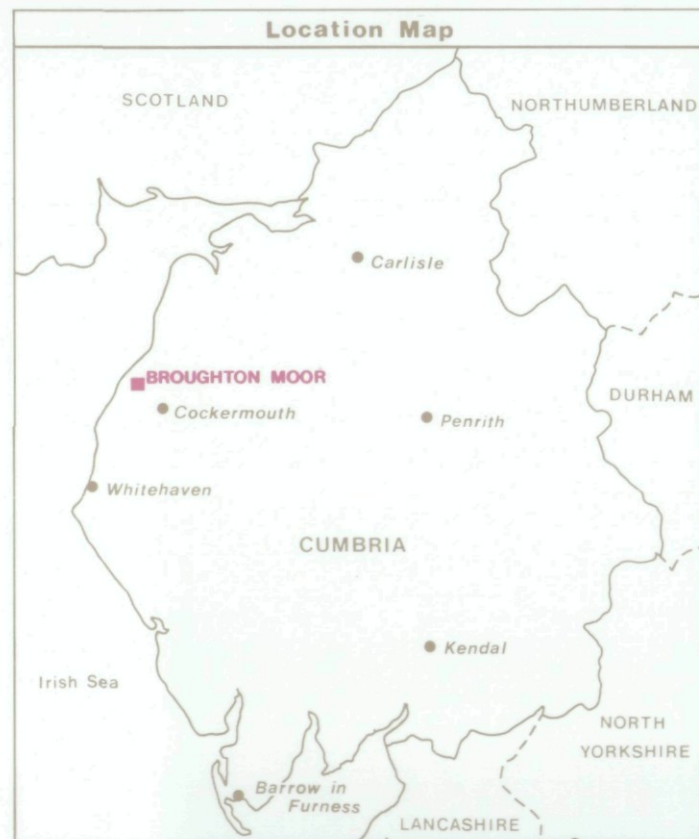 Location Map
SCOTLAND
NORTHUMBERLAND
Carlisle
BROUGHTON MOOR
DURHAM
Cockermouth
Penrith
Whitehaven
CUMBRIA
Kendal
Irish Sea
NORTH
YORKSHIRE
Barrow in
Furness
LANCASHIRE